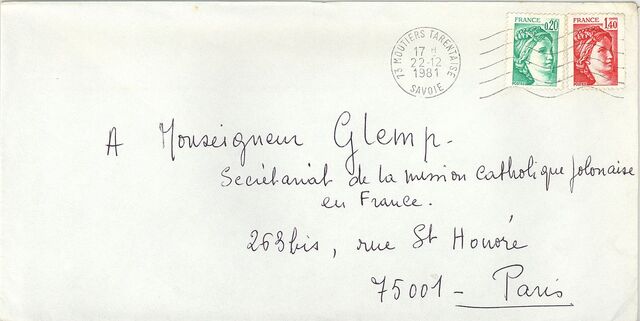 FRANCE 0,20
FRANCE 1,40
73 MOUTIERS TARENTAISE
17 H
22-12
1981
SAVOIE
A Monseigneur Glemp.
Secrétariat de la mission catholique polonaise
en France.
263bis, rue St Honoré
75001 - Paris